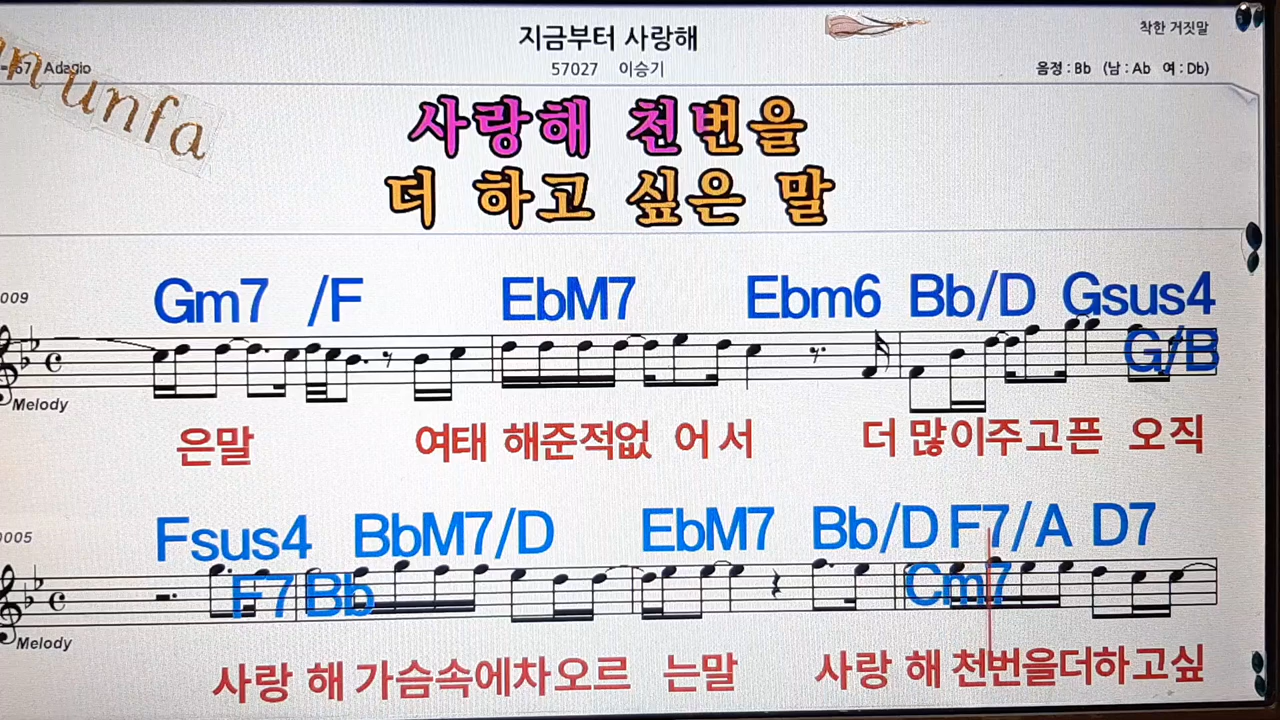 지금부터 사랑해
착한 거짓말
57027 이승기
음정 : Bb (남 : Ab 여 : Db)
Adagio
unfa
사랑해 천번을
더 하고 싶은 말
009
Gm7 /F EbM7 Ebm6 Bb/D Gsus4
G/B
Melody
은말 여태 해준적없 어서 더 많이주고픈 오직
0005
Fsus4 BbM7/D EbM7 Bb/D F7/A D7
F7 Bb Cm7
Melody
사랑 해 가슴속에차오르 는말 사랑 해 천번을더하고싶